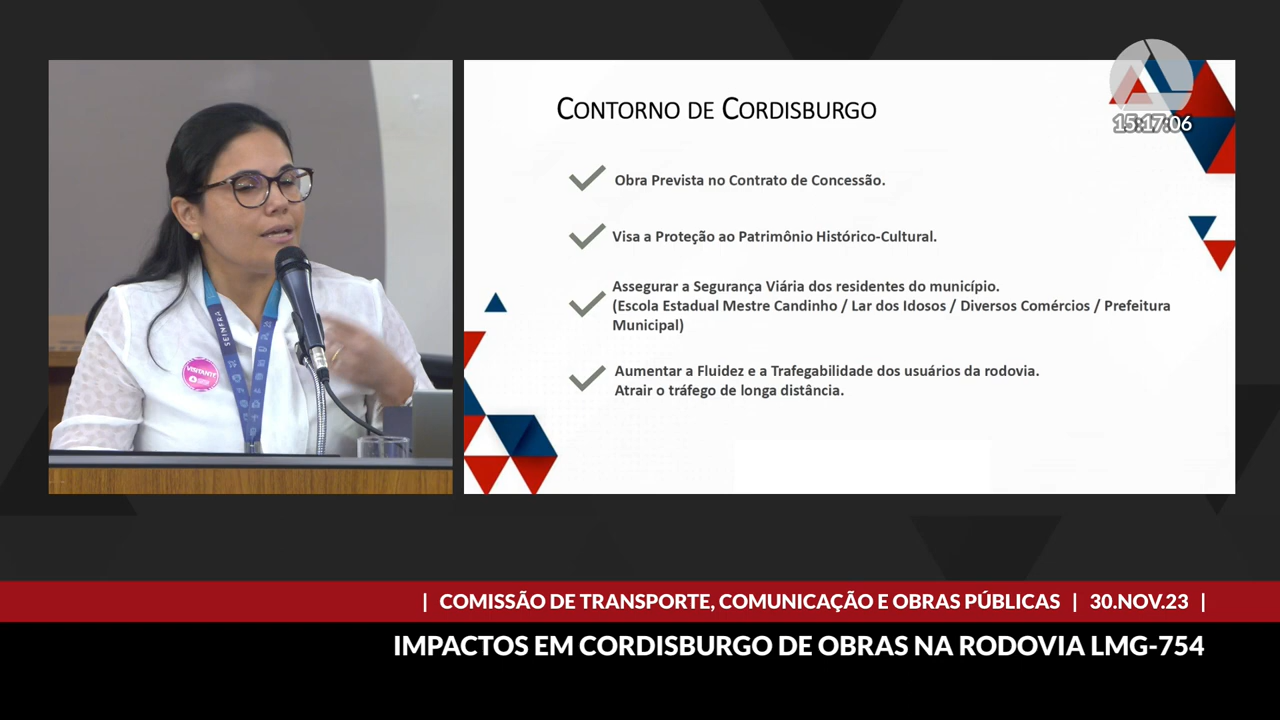 CONTORNO DE CORDISBURGO
15:17:06
Obra Prevista no Contrato de Concessão.
Visa a Proteção ao Patrimônio Histórico-Cultural.
Assegurar a Segurança Viária dos residentes do município.
(Escola Estadual Mestre Candinho / Lar dos Idosos / Diversos Comércios / Prefeitura
Municipal)
Aumentar a Fluidez e a Trafegabilidade dos usuários da rodovia.
Atrair o tráfego de longa distância.
SEINFRA
VISITANTE
| COMISSÃO DE TRANSPORTE, COMUNICAÇÃO E OBRAS PÚBLICAS | 30.NOV.23 |
IMPACTOS EM CORDISBURGO DE OBRAS NA RODOVIA LMG-754